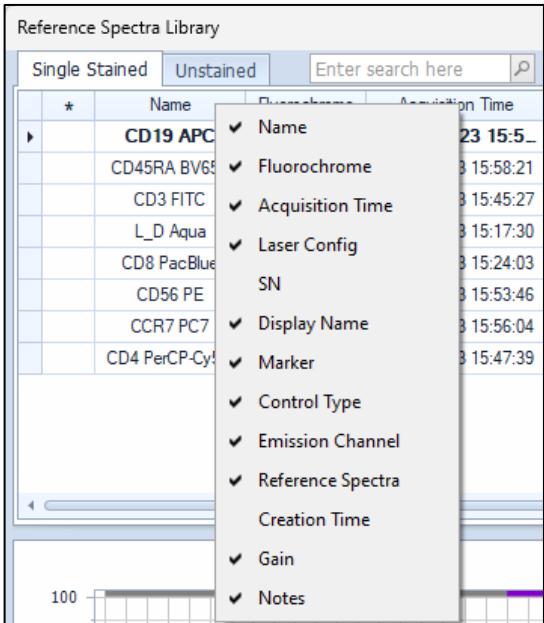 Reference Spectra Library
Single Stained Unstained Enter search here
* Name Fluorochrome Acquisition Time
CD19 APC 23 15:5...
CD45RA BV65 3 15:58:21
CD3 FITC 3 15:45:27
L_D Aqua 3 15:17:30
CD8 PacBlue 3 15:24:03
CD56 PE 3 15:53:46
CCR7 PC7 3 15:56:04
CD4 PerCP-Cy5 3 15:47:39
Name
Fluorochrome
Acquisition Time
Laser Config
SN
Display Name
Marker
Control Type
Emission Channel
Reference Spectra
Creation Time
Gain
Notes
100